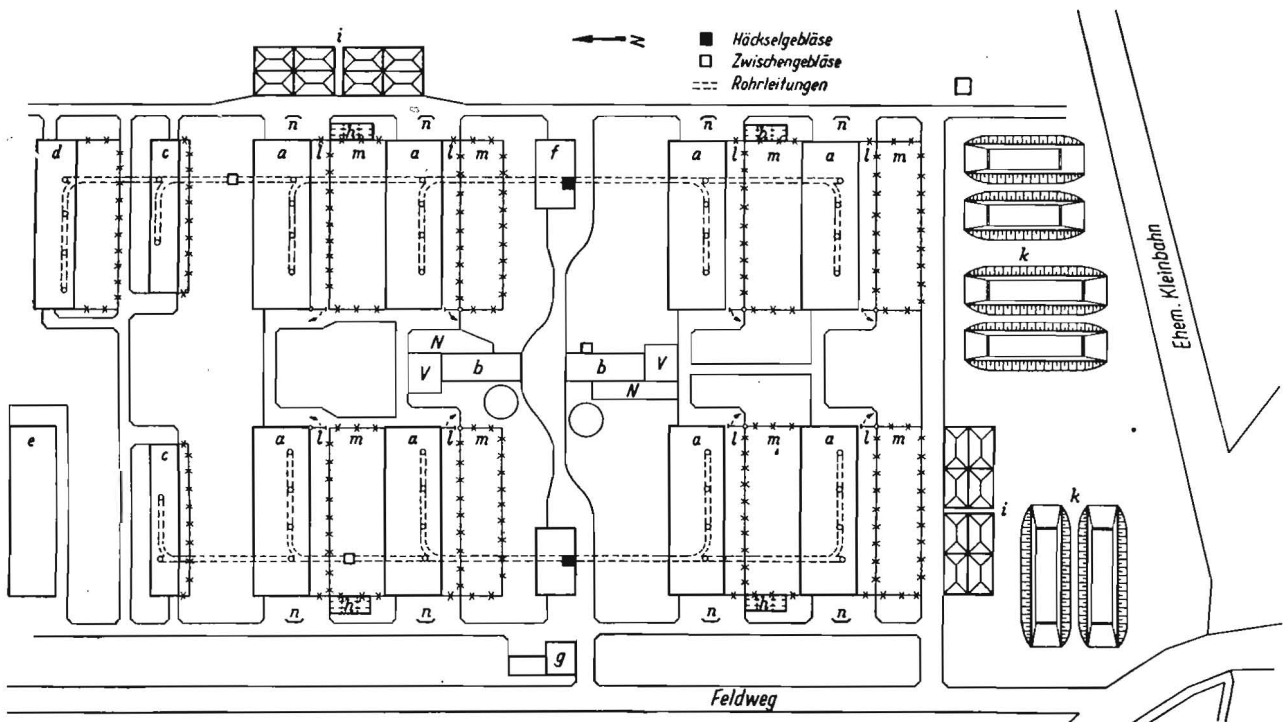 i
N
Häckselgebläse
Zwischengebläse
Rohrleitungen
n
n
n
n
d
c
a
l
h
m
a
l
m
f
a
l
h
m
a
l
m
k
Ehem. Kleinbahn
N
V
b
b
V
N
e
c
a
l
m
a
l
m
a
l
m
a
l
m
i
k
h
h
n
n
n
n
g
Feldweg